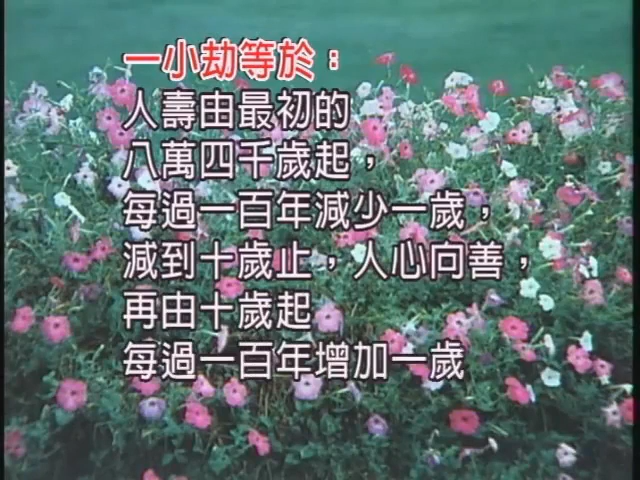 一小劫等於：
人壽由最初的
八萬四千歲起，
每過一百年減少一歲，
減到十歲止，人心向善，
再由十歲起
每過一百年增加一歲